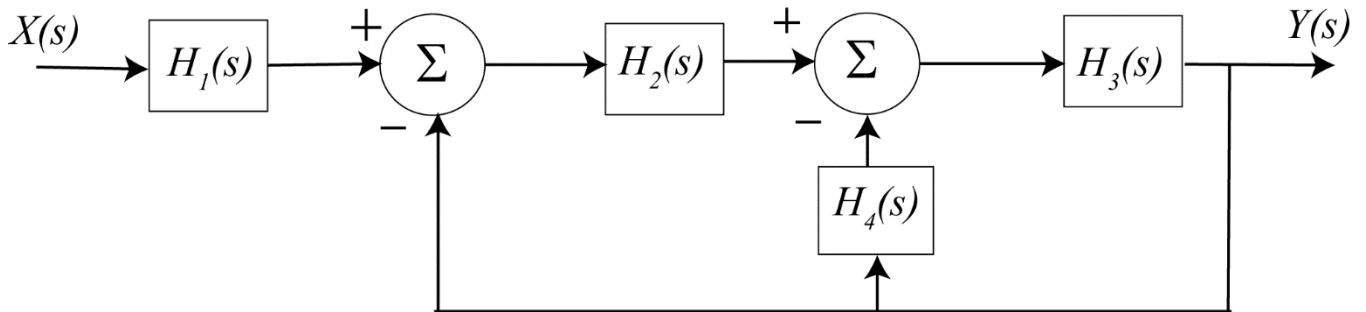 X(s) H₁(s) + Σ H₂(s) + Σ H₃(s) Y(s)
− −
H₄(s)